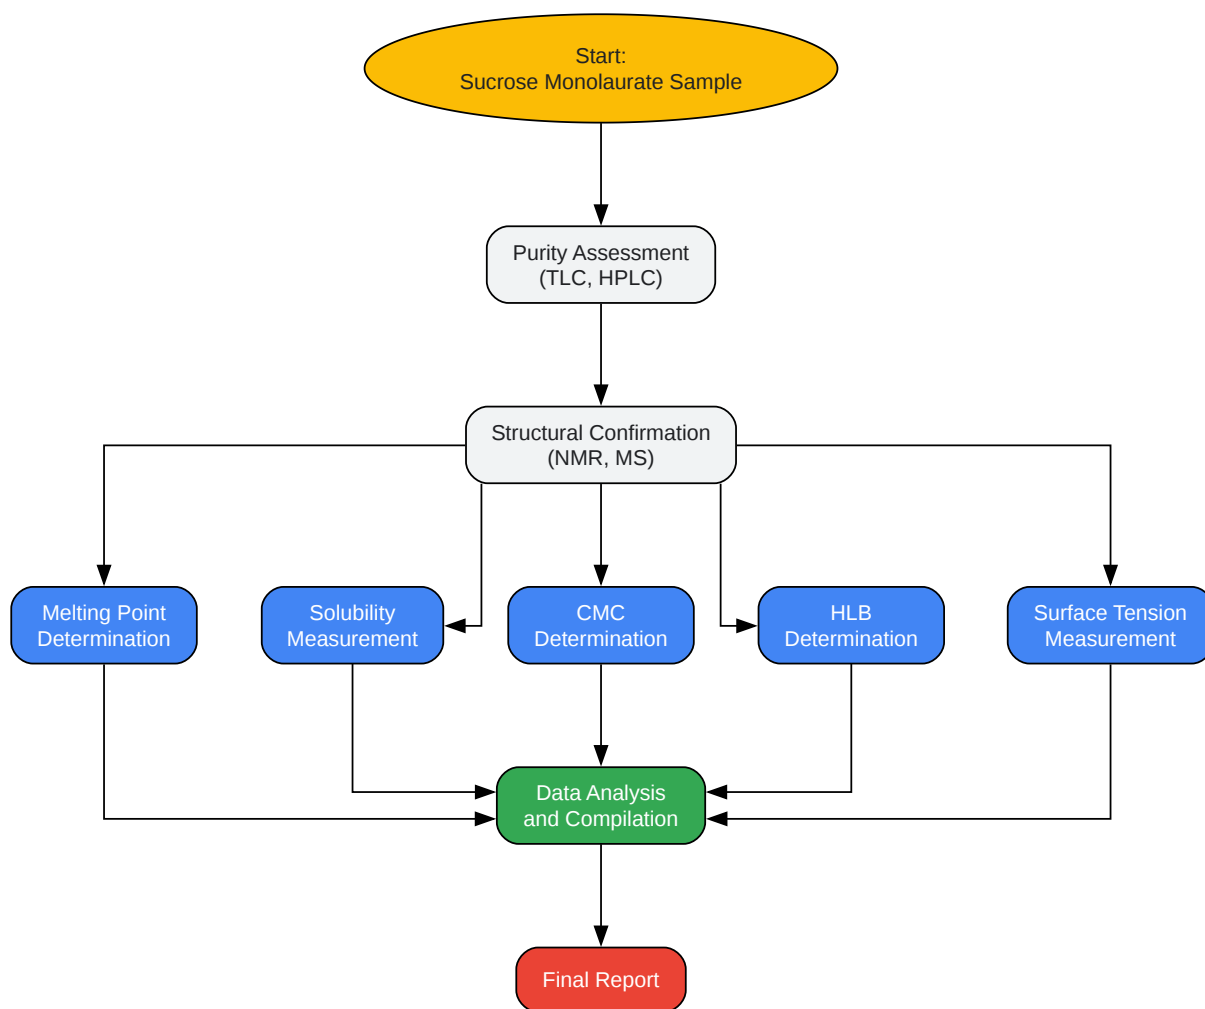 Start:
Sucrose Monolaurate Sample
Purity Assessment
(TLC, HPLC)
Structural Confirmation
(NMR, MS)
Melting Point
Determination
Solubility
Measurement
CMC
Determination
HLB
Determination
Surface Tension
Measurement
Data Analysis
and Compilation
Final Report